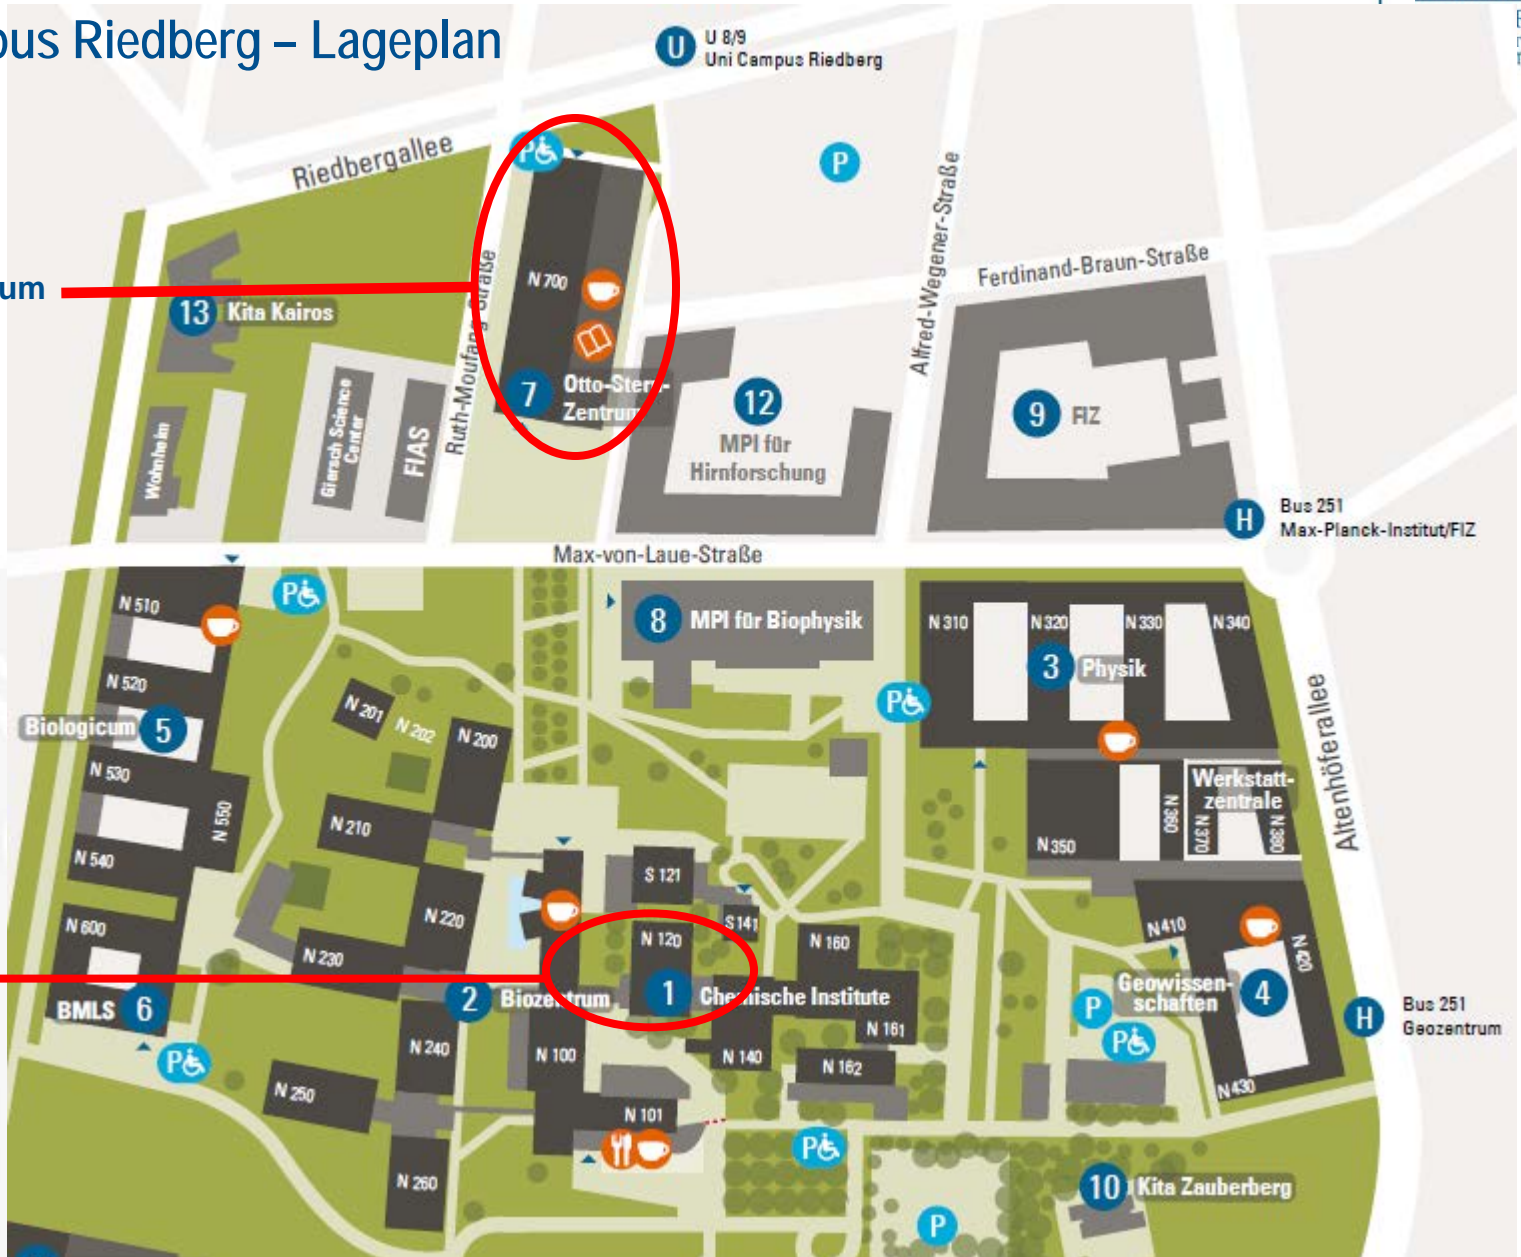 pus Riedberg – Lageplan
U
U 8/9
Uni Campus Riedberg
Riedbergallee
P
P
Alfred-Wegener-Straße
Ferdinand-Braun-Straße
um
13 Kita Kairos
Ruth-Moufang-Straße
N 700
7
Otto-Stern-
Zentrum
Wohnheim
Giersch Science
Center
FIAS
12
MPI für
Hirnforschung
9 FIZ
H
Bus 251
Max-Planck-Institut/FIZ
Max-von-Laue-Straße
N 510
P
8 MPI für Biophysik
N 310
N 320
N 330
N 340
3 Physik
N 520
Biologicum 5
N 201
N 202
N 200
P
Altenhöferallee
N 530
N 550
N 210
Werkstatt-
zentrale
N 360
N 370
N 380
N 350
N 540
S 121
N 220
N 600
N 230
N 120
S 141
N 160
N 410
N 420
BMLS 6
2 Biozentrum
1 Chemische Institute
N 161
P
Geowissen-
schaften
4
H
Bus 251
Geozentrum
P
N 240
N 100
N 140
N 162
P
N 430
N 250
N 101
P
N 260
10 Kita Zauberberg
P